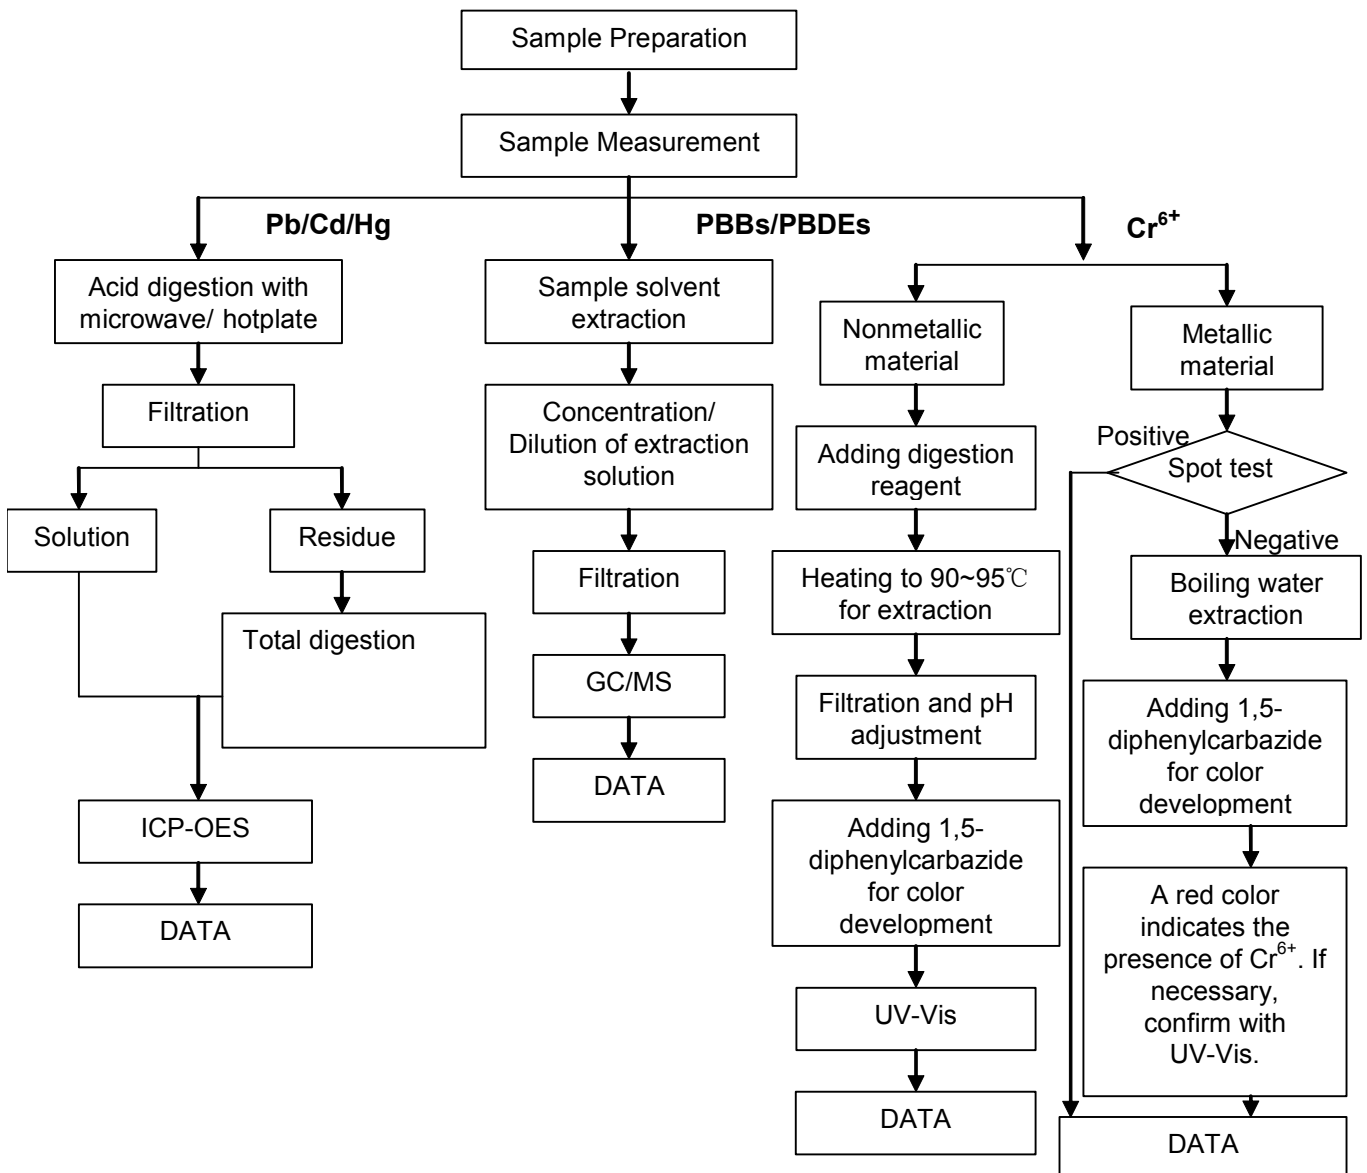 Sample Preparation
Sample Measurement
Pb/Cd/Hg
PBBs/PBDEs
Cr⁶⁺
Acid digestion with
microwave/ hotplate
Filtration
Solution
Residue
Total digestion
ICP-OES
DATA
Sample solvent
extraction
Concentration/
Dilution of extraction
solution
Filtration
GC/MS
DATA
Nonmetallic
material
Adding digestion
reagent
Heating to 90~95℃
for extraction
Filtration and pH
adjustment
Adding 1,5-
diphenylcarbazide
for color
development
UV-Vis
DATA
Metallic
material
Positive
Spot test
Negative
Boiling water
extraction
Adding 1,5-
diphenylcarbazide
for color
development
A red color
indicates the
presence of Cr⁶⁺. If
necessary,
confirm with
UV-Vis.
DATA